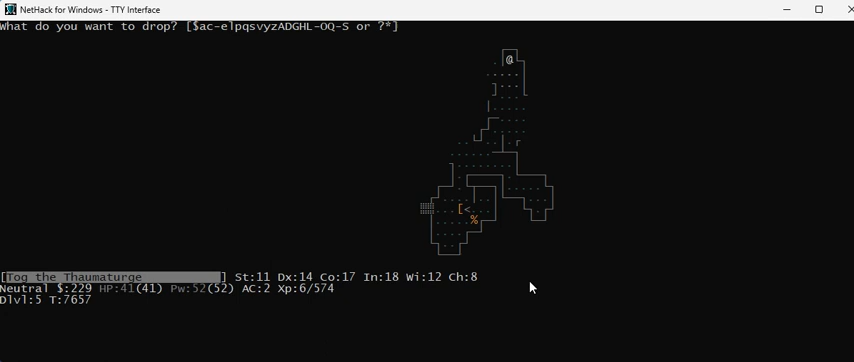 NetHack for Windows - TTY Interface
What do you want to drop? [$ac-elpqsvyzADGHL-OQ-S or ?*]
@
[<
%
[Tog the Thaumaturge] St:11 Dx:14 Co:17 In:18 Wi:12 Ch:8
Neutral $:229 HP:41(41) Pw:52(52) AC:2 Xp:6/574
Dlvl:5 T:7657